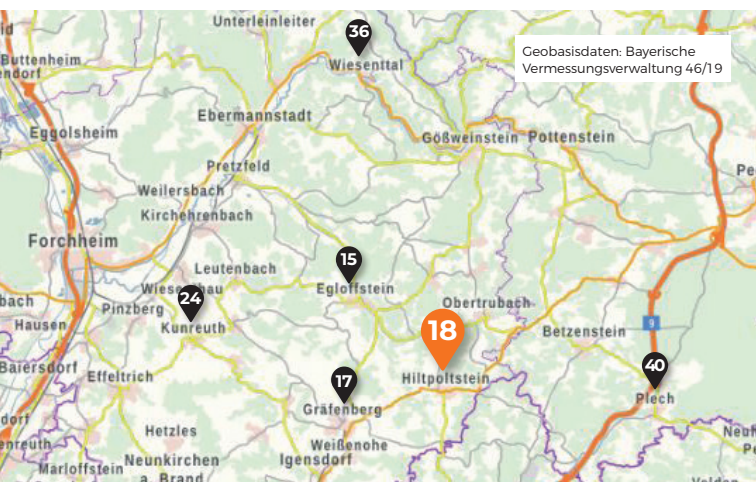 Unterleinleiter
36
Wiesenttal
Geobasisdaten: Bayerische
Vermessungsverwaltung 46/19
Buttenheim
Ebermannstadt
Eggolsheim
Gößweinstein
Pottenstein
Pretzfeld
Weilersbach
Kirchehrenbach
Forchheim
15
Leutenbach
Egloffstein
24
Pinzberg
Kunreuth
Hausen
Obertrubach
18
Betzenstein
9
Baiersdorf
Effeltrich
17
Hiltpoltstein
40
Plech
Gräfenberg
Hetzles
Weißenohe
Igensdorf
Neunkirchen
a. Brand
Marloffstein